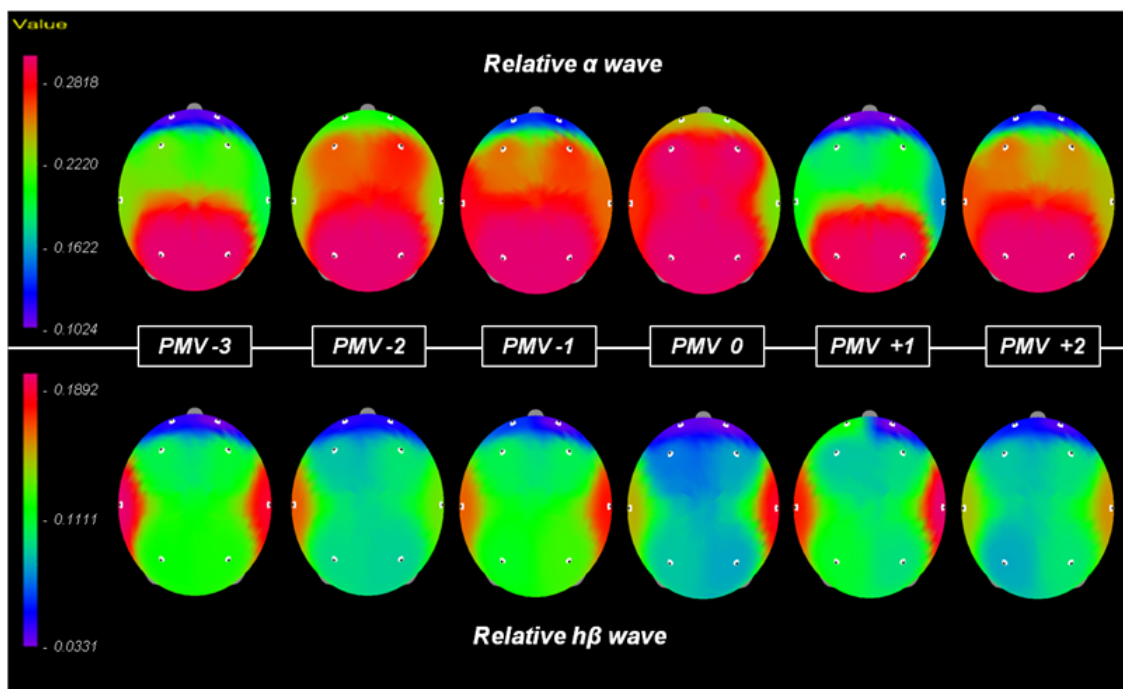 Value
Relative α wave
- 0.2818
- 0.2220
- 0.1622
- 0.1024
PMV -3
PMV -2
PMV -1
PMV 0
PMV +1
PMV +2
- 0.1892
- 0.1111
- 0.0331
Relative hβ wave